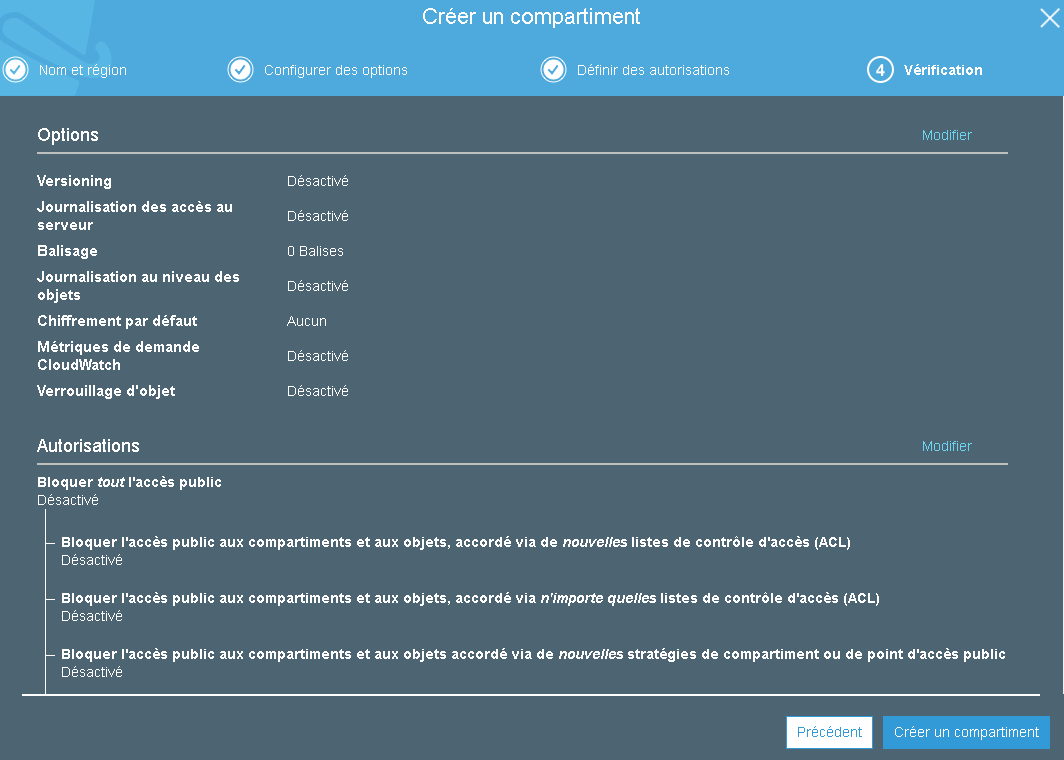 Créer un compartiment
Nom et région
Configurer des options
Définir des autorisations
4 Vérification
Options
Modifier
Versioning
Désactivé
Journalisation des accès au
serveur
Désactivé
Balisage
0 Balises
Journalisation au niveau des
objets
Désactivé
Chiffrement par défaut
Aucun
Métriques de demande
CloudWatch
Désactivé
Verrouillage d'objet
Désactivé
Autorisations
Modifier
Bloquer tout l'accès public
Désactivé
Bloquer l'accès public aux compartiments et aux objets, accordé via de nouvelles listes de contrôle d'accès (ACL)
Désactivé
Bloquer l'accès public aux compartiments et aux objets, accordé via n'importe quelles listes de contrôle d'accès (ACL)
Désactivé
Bloquer l'accès public aux compartiments et aux objets accordé via de nouvelles stratégies de compartiment ou de point d'accès public
Désactivé
Précédent
Créer un compartiment